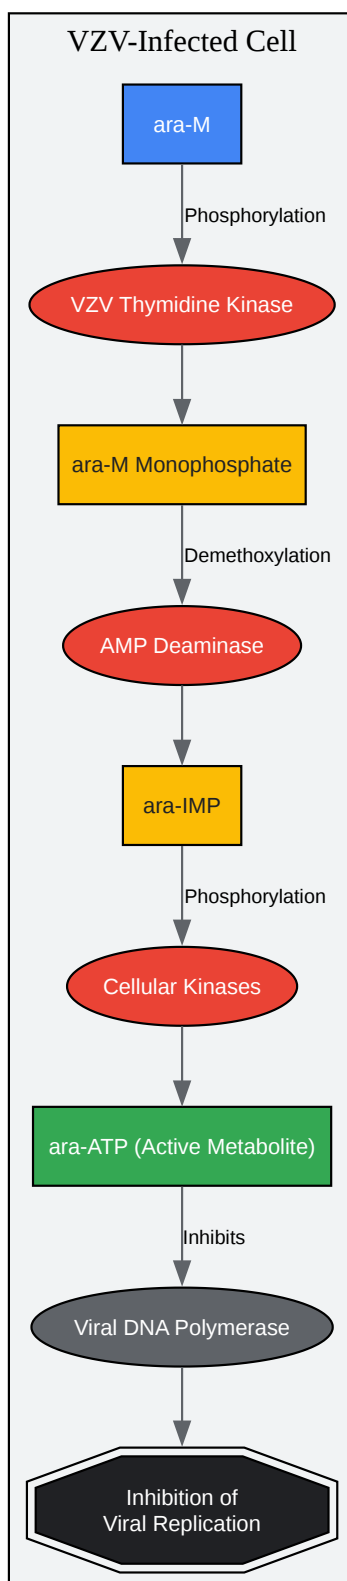 VZV-Infected Cell
ara-M
Phosphorylation
VZV Thymidine Kinase
ara-M Monophosphate
Demethoxylation
AMP Deaminase
ara-IMP
Phosphorylation
Cellular Kinases
ara-ATP (Active Metabolite)
Inhibits
Viral DNA Polymerase
Inhibition of
Viral Replication